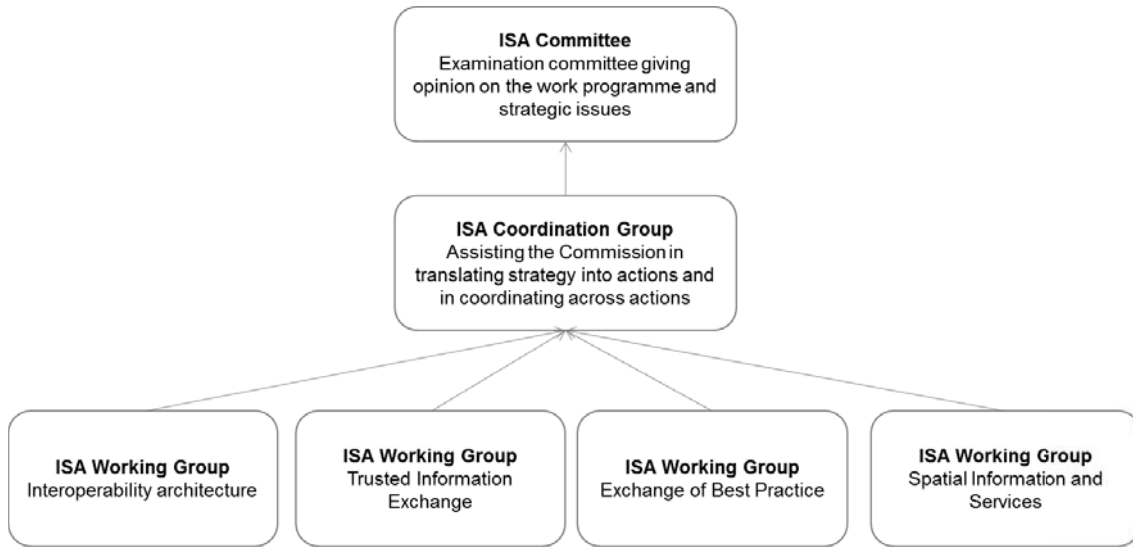 ISA Committee
Examination committee giving
opinion on the work programme and
strategic issues
ISA Coordination Group
Assisting the Commission in
translating strategy into actions and
in coordinating across actions
ISA Working Group
Interoperability architecture
ISA Working Group
Trusted Information
Exchange
ISA Working Group
Exchange of Best Practice
ISA Working Group
Spatial Information and
Services